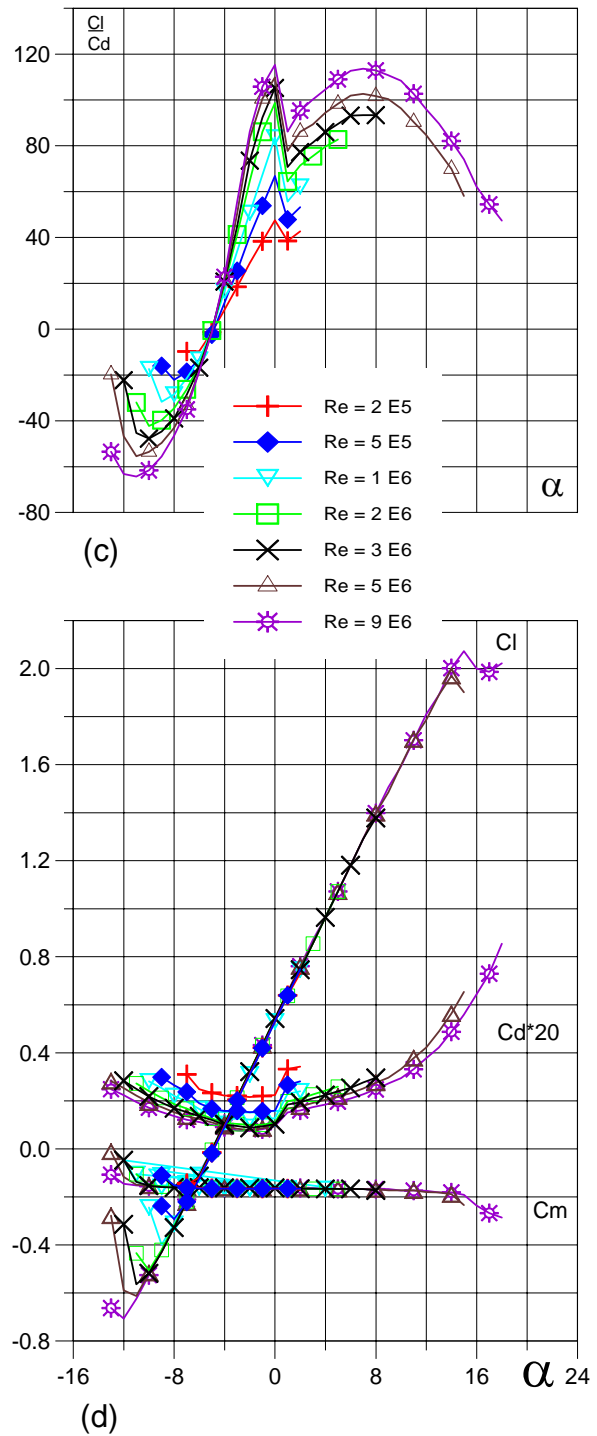 Cl
Cd
120
80
40
0
-40
-80
α
(c)
Re = 2 E5
Re = 5 E5
Re = 1 E6
Re = 2 E6
Re = 3 E6
Re = 5 E6
Re = 9 E6
Cl
2.0
1.6
1.2
0.8
Cd*20
0.4
0.0
Cm
-0.4
-0.8
-16 -8 0 8 16 α 24
(d)